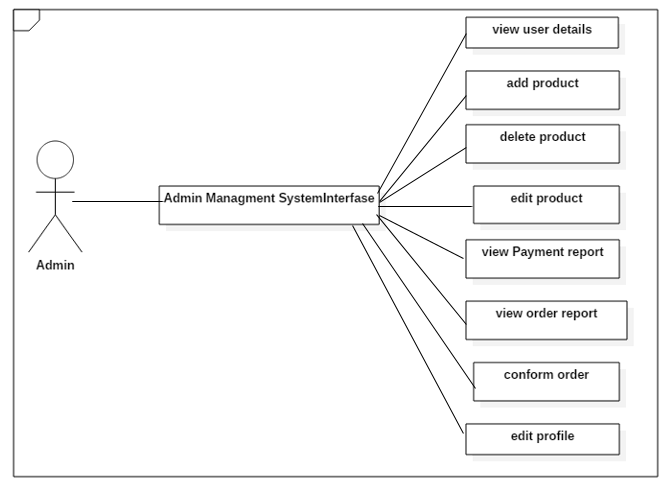 view user details
add product
delete product
Admin Managment SystemInterfase
edit product
view Payment report
Admin
view order report
conform order
edit profile